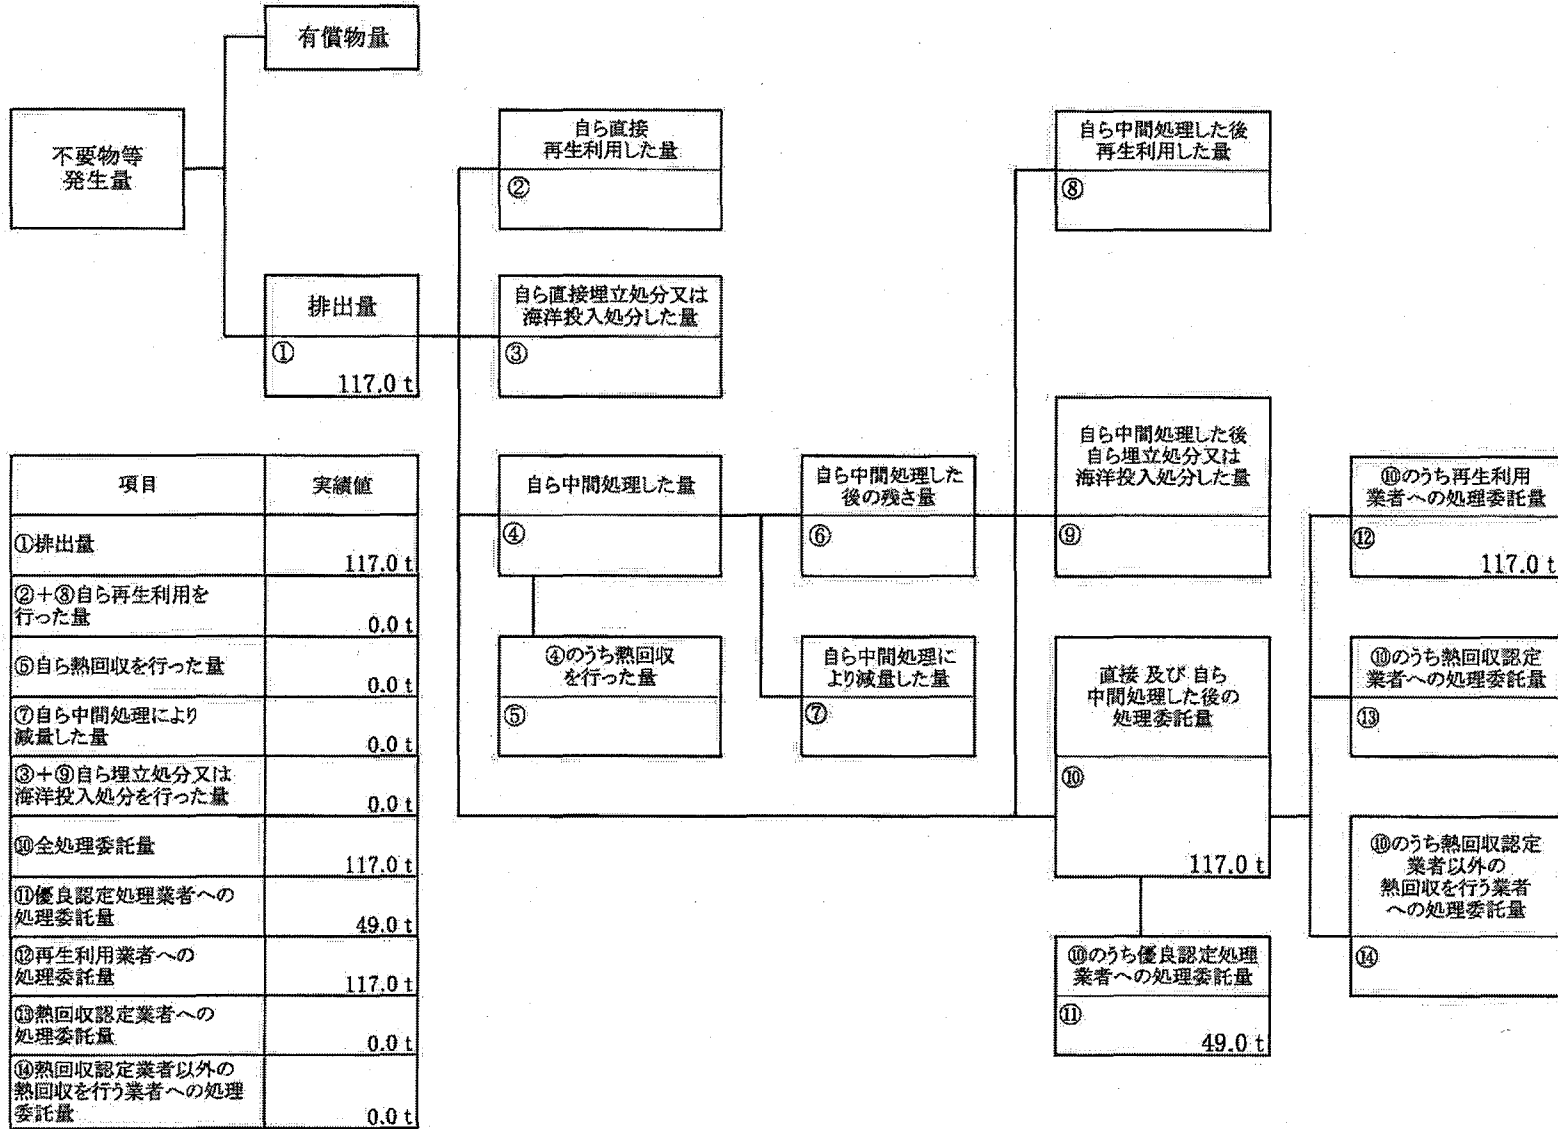 有償物量
不要物等
発生量
自ら直接
再生利用した量
②
自ら中間処理した後
再生利用した量
⑧
排出量
①
117.0 t
自ら直接埋立処分又は
海洋投入処分した量
③
自ら中間処理した量
④
自ら中間処理した
後の残さ量
⑥
自ら中間処理した後
自ら埋立処分又は
海洋投入処分した量
⑨
⑩のうち再生利用
業者への処理委託量
⑫
117.0 t
④のうち熱回収
を行った量
⑤
自ら中間処理に
より減量した量
⑦
直接 及び 自ら
中間処理した後の
処理委託量
⑩
117.0 t
⑩のうち熱回収認定
業者への処理委託量
⑬
⑩のうち熱回収認定
業者以外の
熱回収を行う業者
への処理委託量
⑭
⑩のうち優良認定処理
業者への処理委託量
⑪
49.0 t
項目 実績値
①排出量
117.0 t
②+⑧自ら再生利用を
行った量
0.0 t
⑤自ら熱回収を行った量
0.0 t
⑦自ら中間処理により
減量した量
0.0 t
③+⑨自ら埋立処分又は
海洋投入処分を行った量
0.0 t
⑩全処理委託量
117.0 t
⑪優良認定処理業者への
処理委託量
49.0 t
⑫再生利用業者への
処理委託量
117.0 t
⑬熱回収認定業者への
処理委託量
0.0 t
⑭熱回収認定業者以外の
熱回収を行う業者への処理
委託量
0.0 t